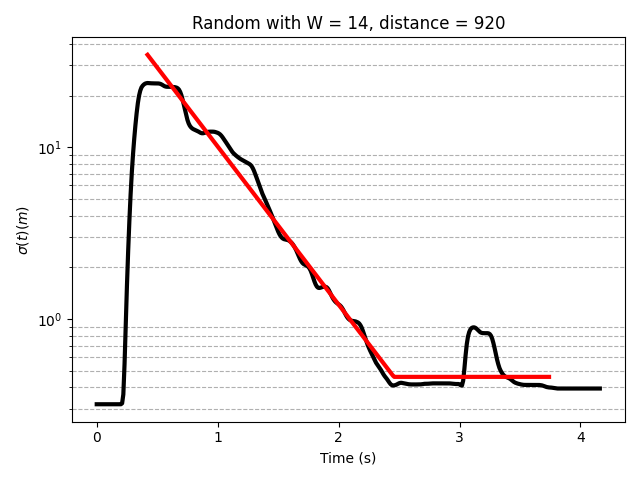 Random with W = 14, distance = 920
σ(t)(m)
10¹
10⁰
0 1 2 3 4
Time (s)